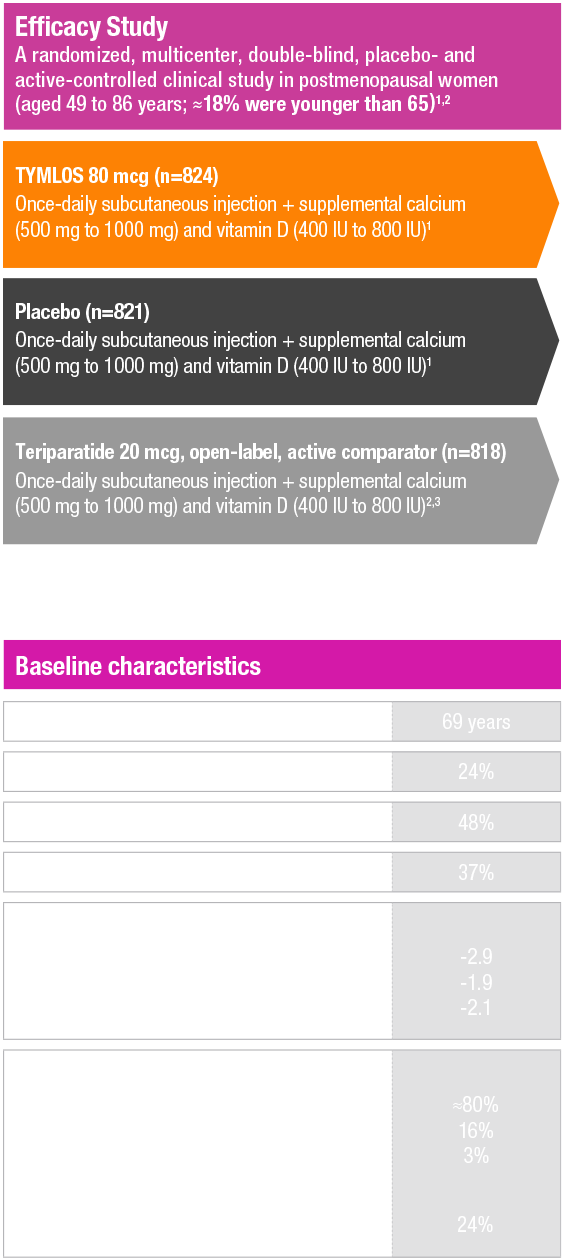 Efficacy Study
A randomized, multicenter, double-blind, placebo- and
active-controlled clinical study in postmenopausal women
(aged 49 to 86 years; ≈18% were younger than 65)¹,²
TYMLOS 80 mcg (n=824)
Once-daily subcutaneous injection + supplemental calcium
(500 mg to 1000 mg) and vitamin D (400 IU to 800 IU)¹
Placebo (n=821)
Once-daily subcutaneous injection + supplemental calcium
(500 mg to 1000 mg) and vitamin D (400 IU to 800 IU)¹
Teriparatide 20 mcg, open-label, active comparator (n=818)
Once-daily subcutaneous injection + supplemental calcium
(500 mg to 1000 mg) and vitamin D (400 IU to 800 IU)²,³
Baseline characteristics
69 years
24%
48%
37%
-2.9
-1.9
-2.1
≈80%
16%
3%
24%